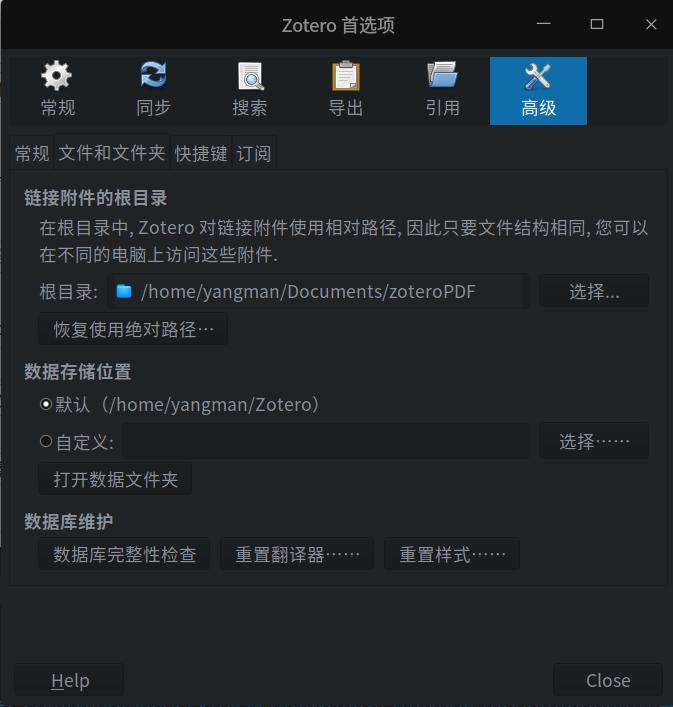 Zotero 首选项
常规 同步 搜索 导出 引用 高级
常规 文件和文件夹 快捷键 订阅
链接附件的根目录
在根目录中, Zotero 对链接附件使用相对路径, 因此只要文件结构相同, 您可以
在不同的电脑上访问这些附件.
根目录: /home/yangman/Documents/zoteroPDF 选择...
恢复使用绝对路径…
数据存储位置
默认（/home/yangman/Zotero）
自定义: 选择……
打开数据文件夹
数据库维护
数据库完整性检查 重置翻译器…… 重置样式……
Help Close